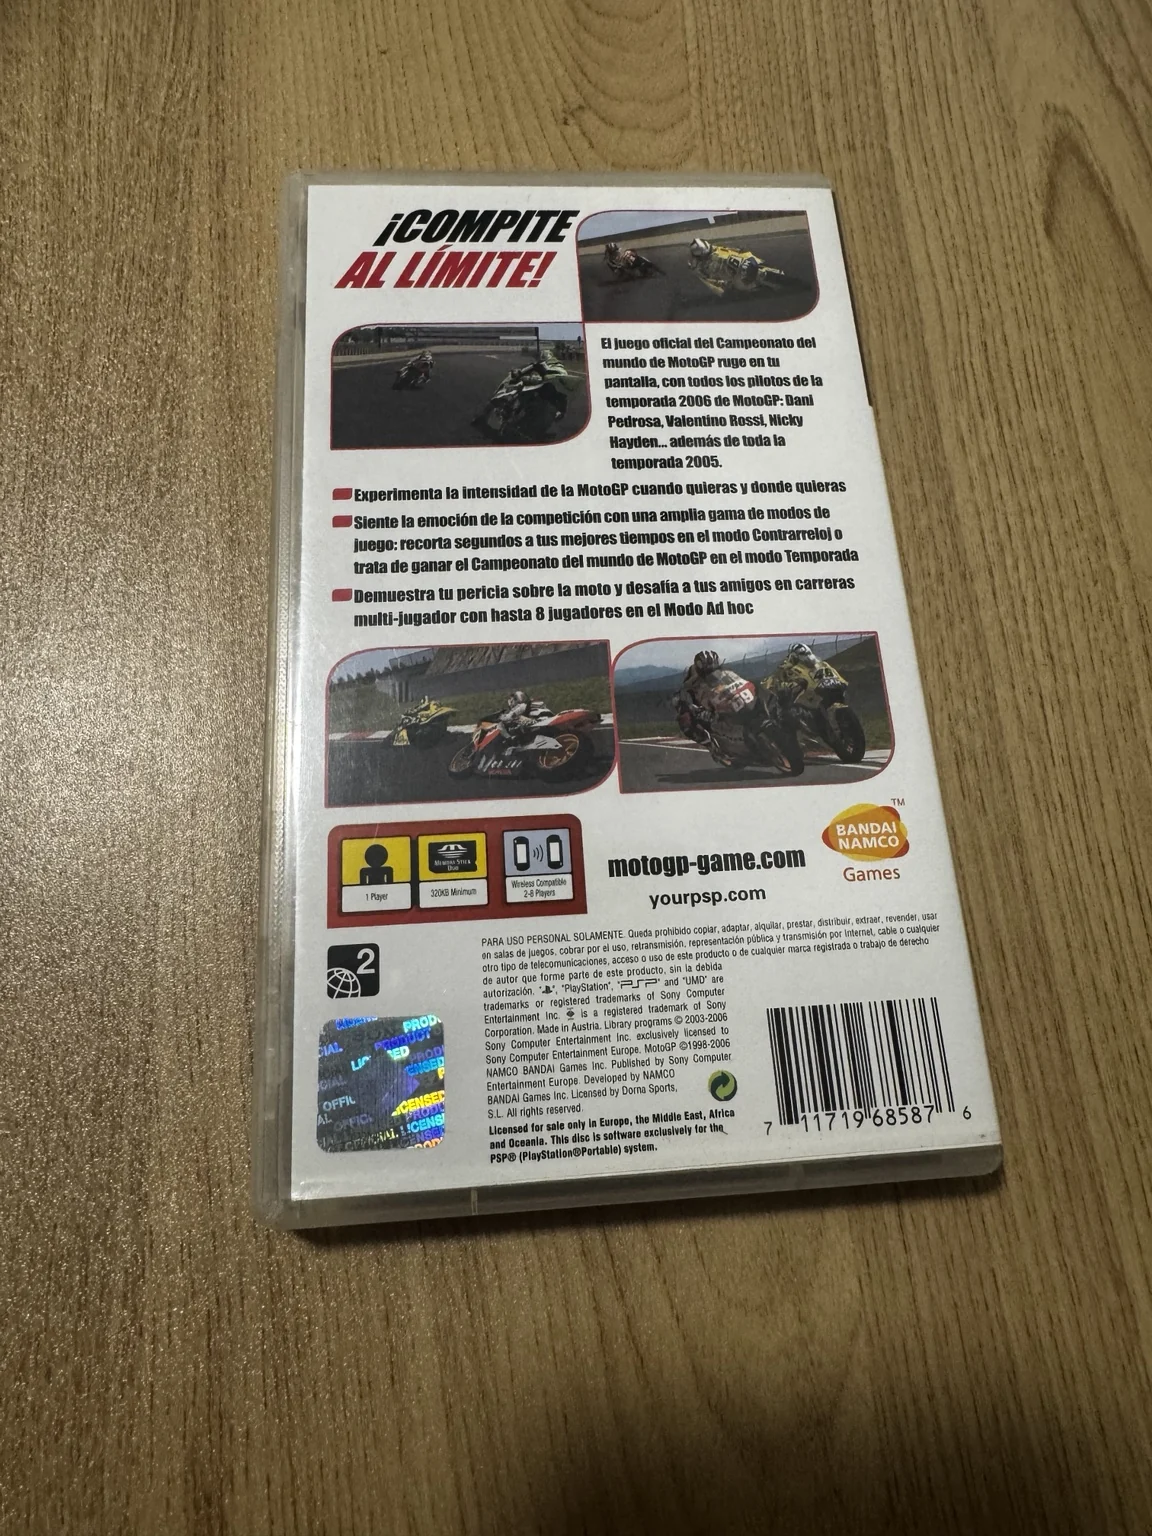 ¡COMPITE
AL LÍMITE!
El juego oficial del Campeonato del
mundo de MotoGP ruge en tu
pantalla, con todos los pilotos de la
temporada 2006 de MotoGP: Dani
Pedrosa, Valentino Rossi, Nicky
Hayden... además de toda la
temporada 2005.
Experimenta la intensidad de la MotoGP cuando quieras y donde quieras
Siente la emoción de la competición con una amplia gama de modos de
juego: recorta segundos a tus mejores tiempos en el modo Contrarreloj o
trata de ganar el Campeonato del mundo de MotoGP en el modo Temporada
Demuestra tu pericia sobre la moto y desafía a tus amigos en carreras
multi-jugador con hasta 8 jugadores en el Modo Ad hoc
69
46
1 Player
MEMORY STICK
DUO
320KB Minimum
Wireless Compatible
2-8 Players
motogp-game.com
yourpsp.com
BANDAI
NAMCO
Games
TM
2
PARA USO PERSONAL SOLAMENTE. Queda prohibido copiar, adaptar, alquilar, prestar, distribuir, extraer, revender, usar
en salas de juegos, cobrar por el uso, retransmisión, representación pública y transmisión por Internet, cable o cualquier
otro tipo de telecomunicaciones, acceso o uso de este producto o de cualquier marca registrada o trabajo de derecho
de autor que forme parte de este producto, sin la debida
autorización. " ", "PlayStation", "PSP" and "UMD" are
trademarks or registered trademarks of Sony Computer
Entertainment Inc. is a registered trademark of Sony
Corporation. Made in Austria. Library programs © 2003-2006
Sony Computer Entertainment Inc. exclusively licensed to
Sony Computer Entertainment Europe. MotoGP ©1998-2006
NAMCO BANDAI Games Inc. Published by Sony Computer
Entertainment Europe. Developed by NAMCO
BANDAI Games Inc. Licensed by Dorna Sports,
S.L. All rights reserved.
Licensed for sale only in Europe, the Middle East, Africa
and Oceania. This disc is software exclusively for the
PSP® (PlayStation®Portable) system.
PRODUCT
OFFICIAL
LICENSED
7 11719 68587 6